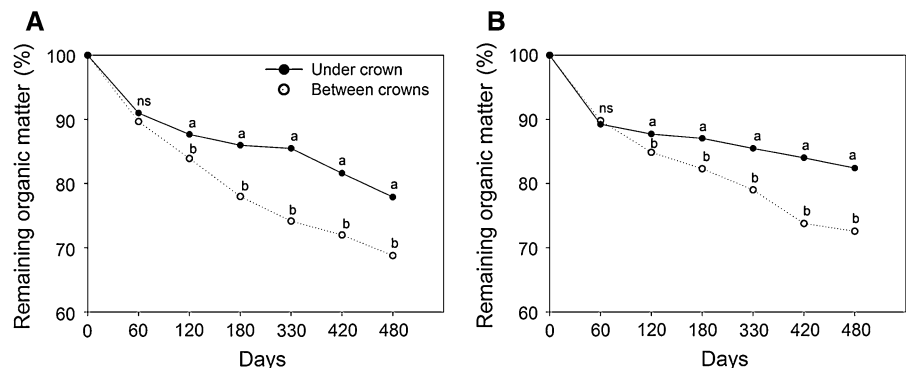 A
Remaining organic matter (%)
100
90
80
70
60
Under crown
Between crowns
ns
a
a
a
a
a
b
b
b
b
b
b
0 60 120 180 330 420 480
Days
B
Remaining organic matter (%)
100
90
80
70
60
ns
a
a
a
a
a
b
b
b
b
b
b
0 60 120 180 330 420 480
Days